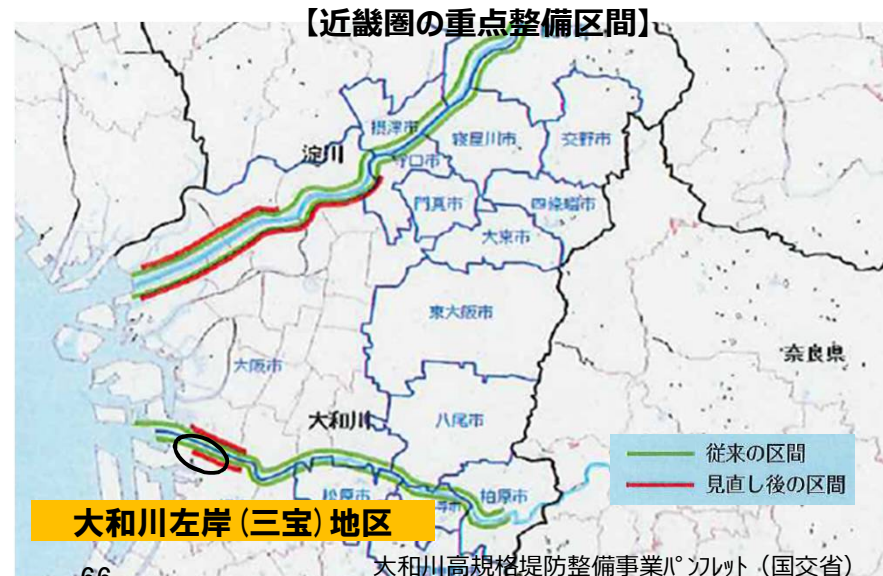 【近畿圏の重点整備区間】
摂津市
淀川
守口市
寝屋川市
交野市
門真市
四條畷市
大東市
東大阪市
奈良県
大阪市
大和川
八尾市
従来の区間
見直し後の区間
松原市
柏原市
大和川左岸(三宝)地区
66
大和川高規格堤防整備事業パンフレット（国交省）